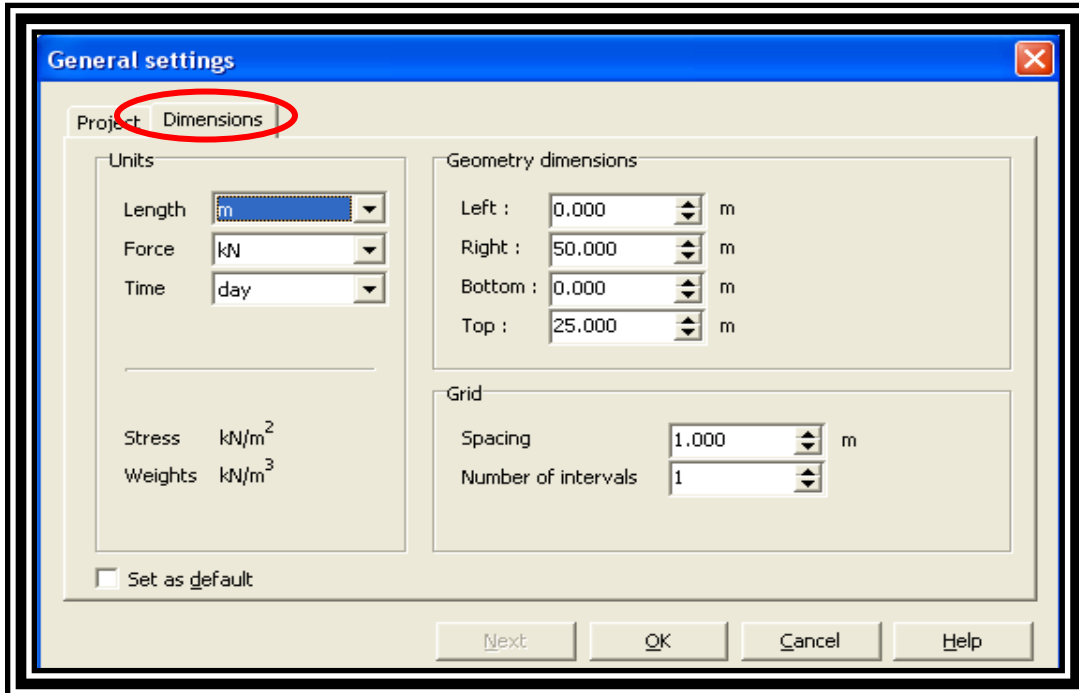 General settings
Project Dimensions
Units
Length m
Force kN
Time day
Stress kN/m²
Weights kN/m³
Geometry dimensions
Left : 0.000 m
Right : 50.000 m
Bottom : 0.000 m
Top : 25.000 m
Grid
Spacing 1.000 m
Number of intervals 1
Set as default
Next OK Cancel Help